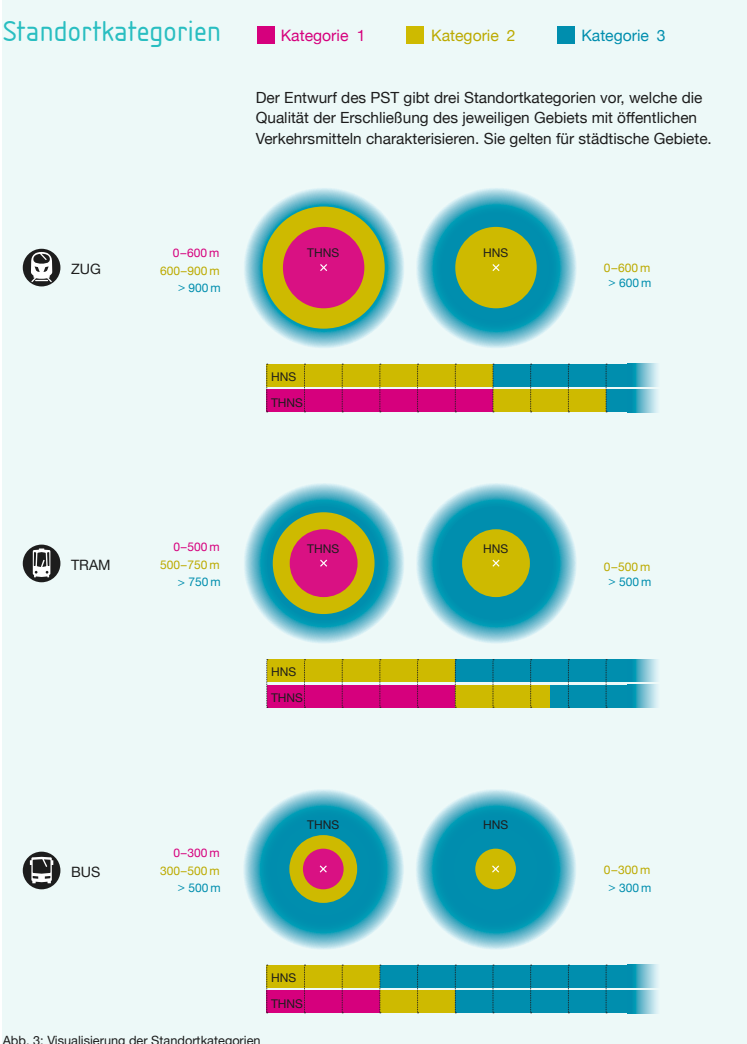 Standortkategorien
Kategorie 1
Kategorie 2
Kategorie 3
Der Entwurf des PST gibt drei Standortkategorien vor, welche die
Qualität der Erschließung des jeweiligen Gebiets mit öffentlichen
Verkehrsmitteln charakterisieren. Sie gelten für städtische Gebiete.
ZUG
0–600 m
600–900 m
> 900 m
THNS
HNS
0–600 m
> 600 m
HNS
THNS
TRAM
0–500 m
500–750 m
> 750 m
THNS
HNS
0–500 m
> 500 m
HNS
THNS
BUS
0–300 m
300–500 m
> 500 m
THNS
HNS
0–300 m
> 300 m
HNS
THNS
Abb. 3: Visualisierung der Standortkategorien